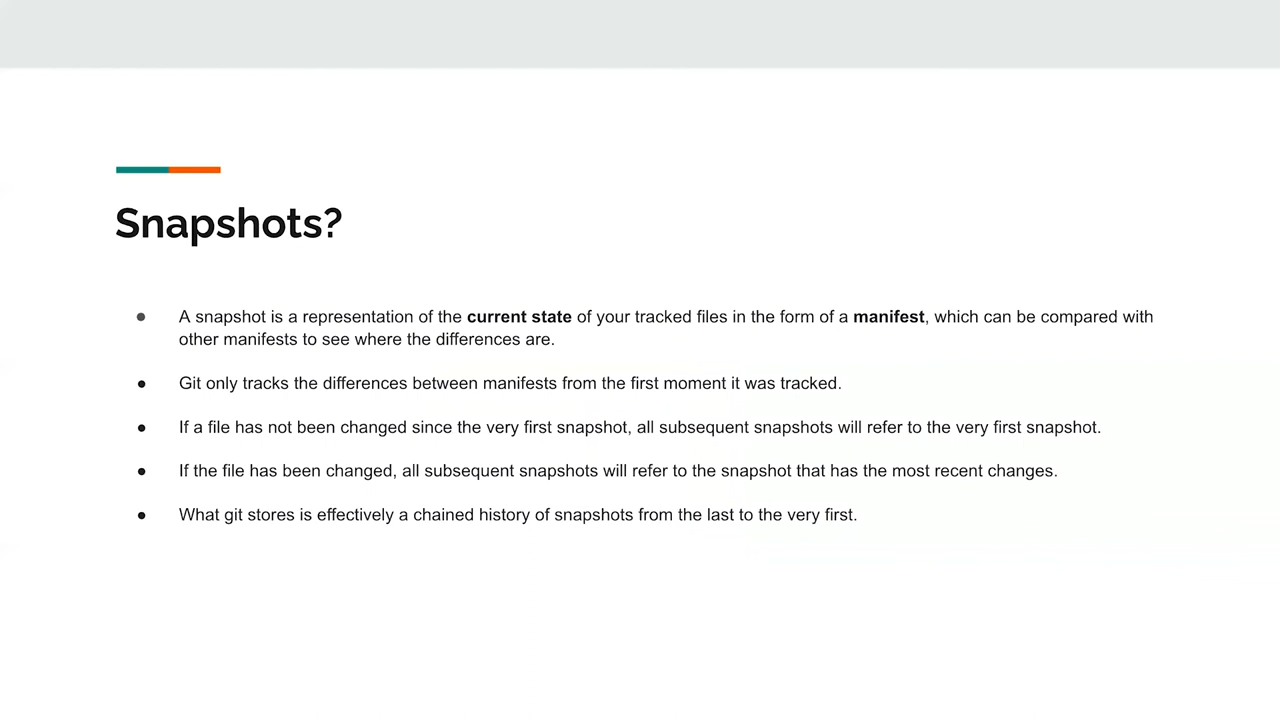 Snapshots?
● A snapshot is a representation of the current state of your tracked files in the form of a manifest, which can be compared with
other manifests to see where the differences are.
● Git only tracks the differences between manifests from the first moment it was tracked.
● If a file has not been changed since the very first snapshot, all subsequent snapshots will refer to the very first snapshot.
● If the file has been changed, all subsequent snapshots will refer to the snapshot that has the most recent changes.
● What git stores is effectively a chained history of snapshots from the last to the very first.